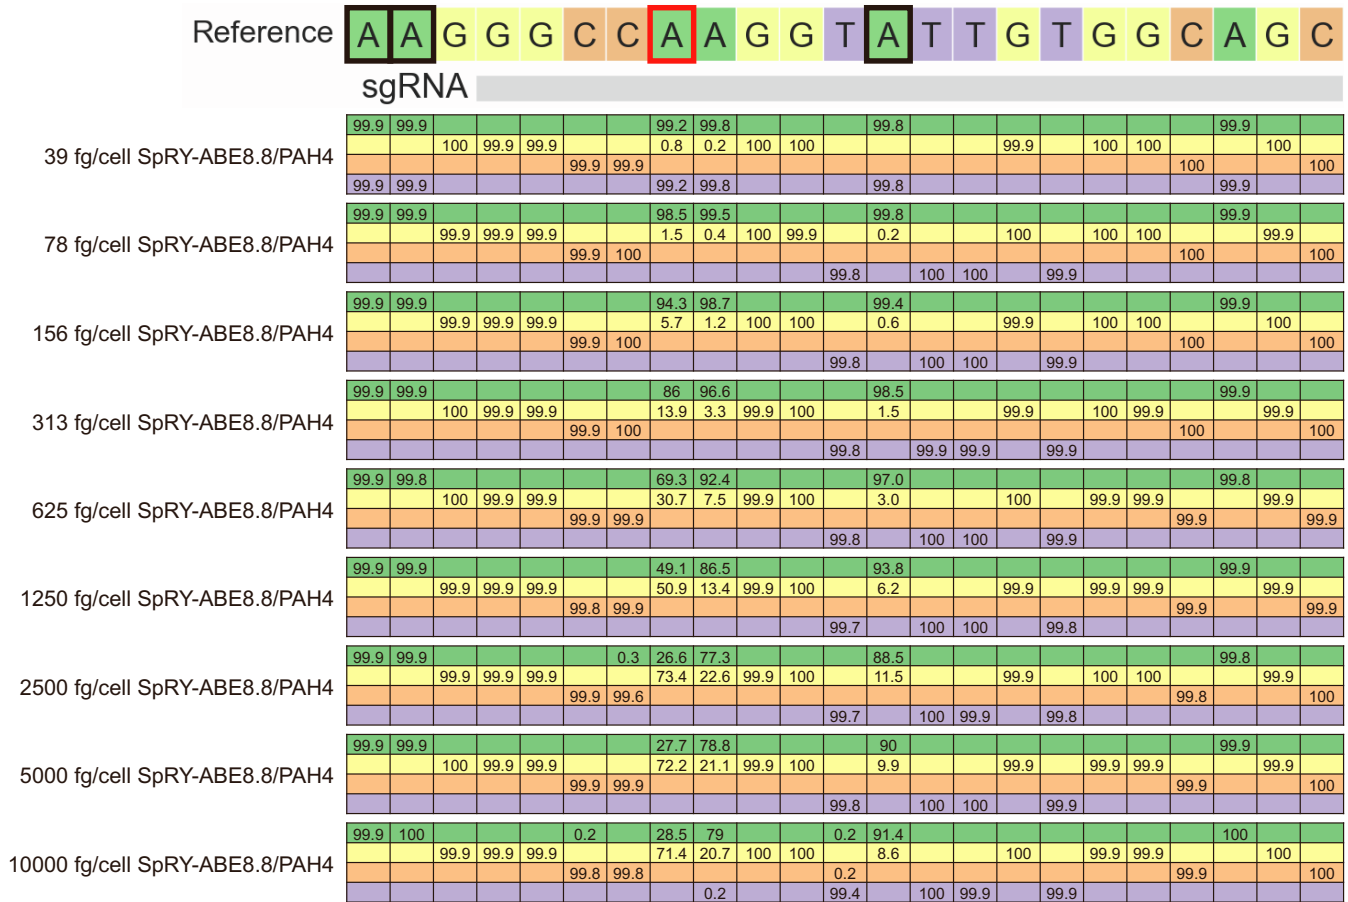 Reference A A G G G C C A A G G T A T T G T G G C A G C
sgRNA
99.9 99.9 99.2 99.8 99.8 99.9
39 fg/cell SpRY-ABE8.8/PAH4
100 99.9 99.9 0.8 0.2 100 100 99.9 100 100 100
99.9 99.9 100 100
99.9 99.9 99.2 99.8 99.8 99.9
99.9 99.9 98.5 99.5 99.8 99.9
78 fg/cell SpRY-ABE8.8/PAH4
99.9 99.9 99.9 1.5 0.4 100 99.9 0.2 100 100 100 99.9
99.9 100 100 100
99.8 100 100 99.9
99.9 99.9 94.3 98.7 99.4 99.9
156 fg/cell SpRY-ABE8.8/PAH4
99.9 99.9 99.9 5.7 1.2 100 100 0.6 99.9 100 100 100
99.9 100 100 100
99.8 100 100 99.9
99.9 99.9 86 96.6 98.5 99.9
313 fg/cell SpRY-ABE8.8/PAH4
100 99.9 99.9 13.9 3.3 99.9 100 1.5 99.9 100 99.9 99.9
99.9 100 100 100
99.8 99.9 99.9 99.9
99.9 99.8 69.3 92.4 97.0 99.8
625 fg/cell SpRY-ABE8.8/PAH4
100 99.9 99.9 30.7 7.5 99.9 100 3.0 100 99.9 99.9 99.9
99.9 99.9 99.9 99.9
99.8 100 100 99.9
99.9 99.9 49.1 86.5 93.8 99.9
1250 fg/cell SpRY-ABE8.8/PAH4
99.9 99.9 99.9 50.9 13.4 99.9 100 6.2 99.9 99.9 99.9 99.9
99.8 99.9 99.9 99.9
99.7 100 100 99.8
99.9 99.9 0.3 26.6 77.3 88.5 99.8
2500 fg/cell SpRY-ABE8.8/PAH4
99.9 99.9 99.9 73.4 22.6 99.9 100 11.5 99.9 100 100 99.9
99.9 99.6 99.8 100
99.7 100 99.9 99.8
99.9 99.9 27.7 78.8 90 99.9
5000 fg/cell SpRY-ABE8.8/PAH4
100 99.9 99.9 72.2 21.1 99.9 100 9.9 99.9 99.9 99.9 99.9
99.9 99.9 99.9 100
99.8 100 100 99.9
99.9 100 0.2 28.5 79 0.2 91.4 100
10000 fg/cell SpRY-ABE8.8/PAH4
99.9 99.9 99.9 71.4 20.7 100 100 8.6 100 99.9 99.9 100
99.8 99.8 0.2 99.9 100
0.2 99.4 100 99.9 99.9